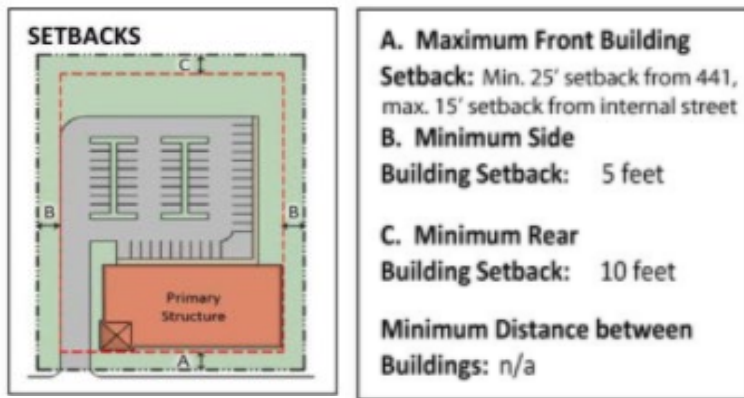 SETBACKS
C
B
B
Primary
Structure
A
A. Maximum Front Building
Setback: Min. 25' setback from 441,
max. 15' setback from internal street
B. Minimum Side
Building Setback: 5 feet
C. Minimum Rear
Building Setback: 10 feet
Minimum Distance between
Buildings: n/a